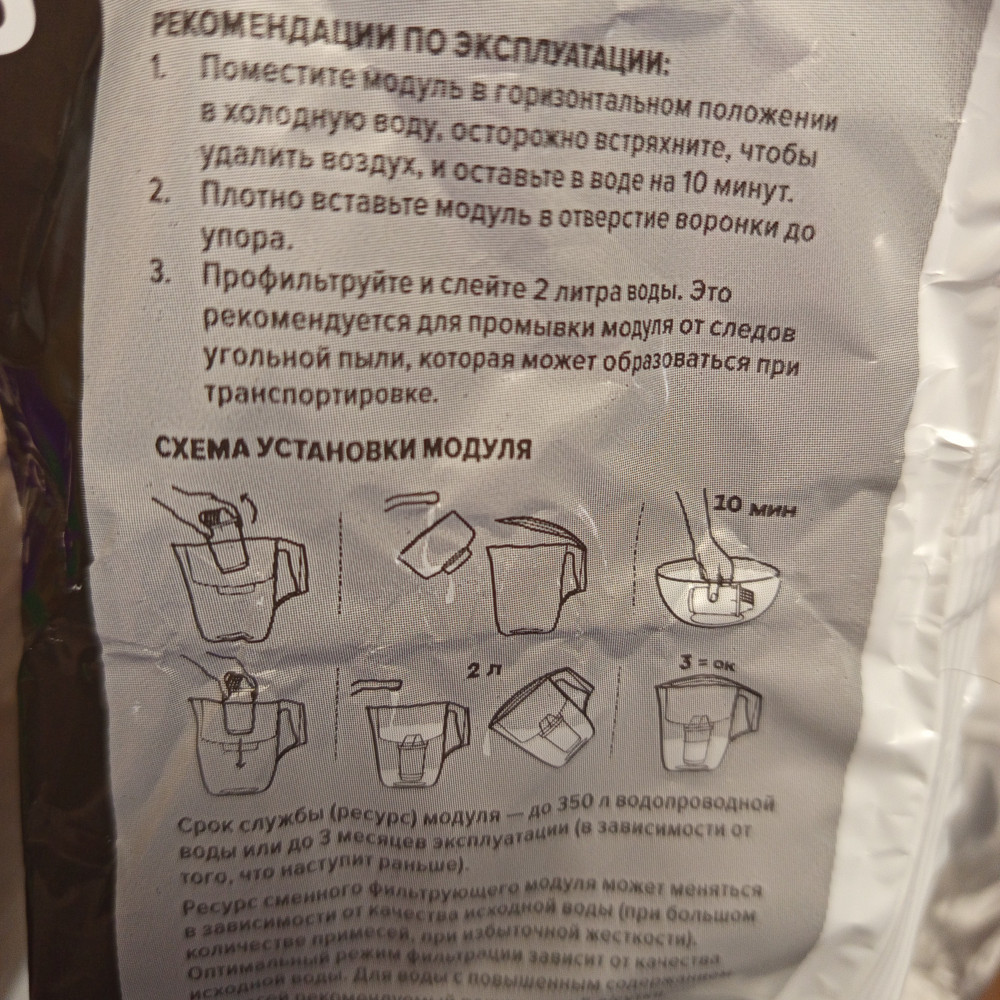 РЕКОМЕНДАЦИИ ПО ЭКСПЛУАТАЦИИ:
1. Поместите модуль в горизонтальном положении
в холодную воду, осторожно встряхните, чтобы
удалить воздух, и оставьте в воде на 10 минут.
2. Плотно вставьте модуль в отверстие воронки до
упора.
3. Профильтруйте и слейте 2 литра воды. Это
рекомендуется для промывки модуля от следов
угольной пыли, которая может образоваться при
транспортировке.
СХЕМА УСТАНОВКИ МОДУЛЯ
10 мин
2 л
3 = ок
Срок службы (ресурс) модуля — до 350 л водопроводной
воды или до 3 месяцев эксплуатации (в зависимости от
того, что наступит раньше).
Ресурс сменного фильтрующего модуля может меняться
в зависимости от качества исходной воды (при большом
количестве примесей, при избыточной жесткости).
Оптимальный режим фильтрации зависит от качества
исходной воды. Для воды с повышенным содержанием